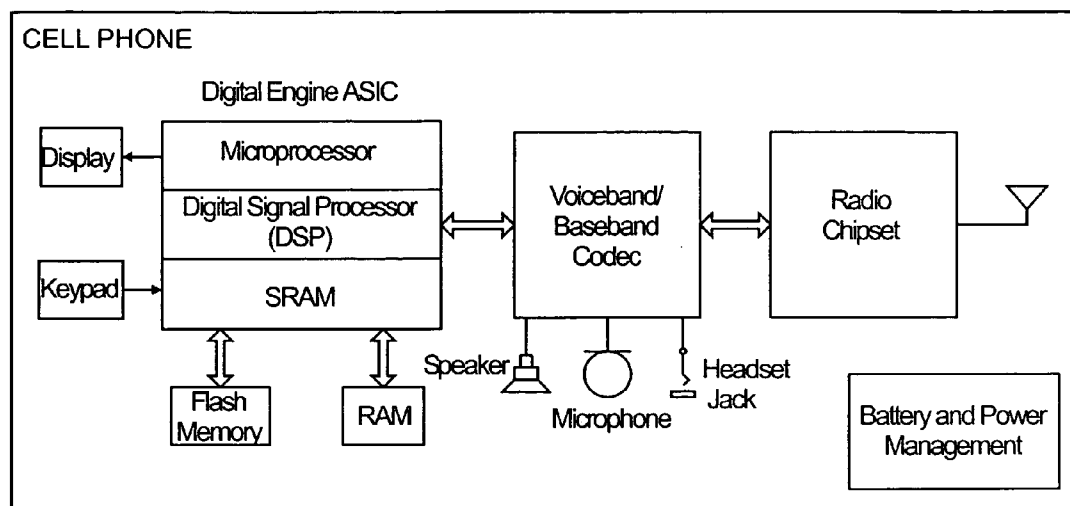 CELL PHONE
Digital Engine ASIC
Display
Microprocessor
Digital Signal Processor
(DSP)
Keypad
SRAM
Flash
Memory
RAM
Voiceband/
Baseband
Codec
Speaker
Microphone
Headset
Jack
Radio
Chipset
Battery and Power
Management